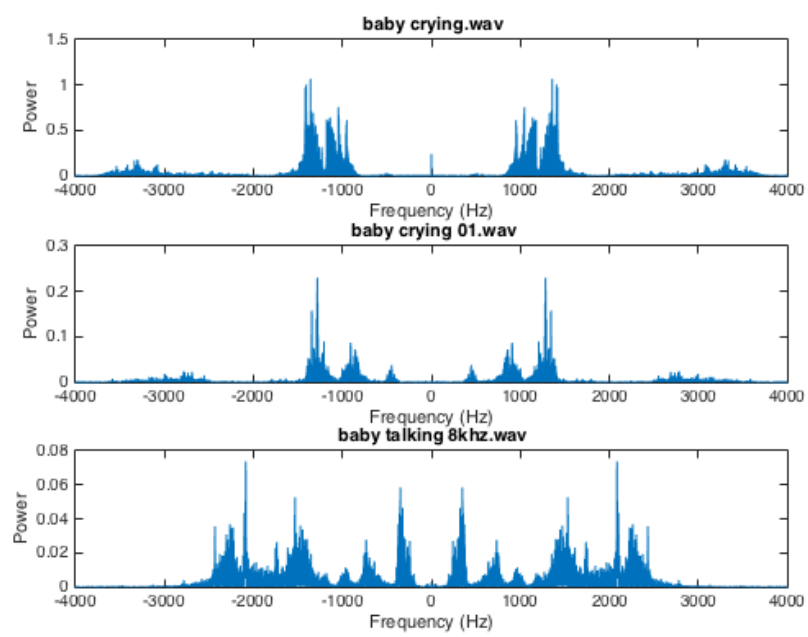 baby crying.wav
1.5
1
0.5
0
Power
-4000 -3000 -2000 -1000 0 1000 2000 3000 4000
Frequency (Hz)
baby crying 01.wav
0.3
0.2
0.1
0
Power
-4000 -3000 -2000 -1000 0 1000 2000 3000 4000
Frequency (Hz)
baby talking 8khz.wav
0.08
0.06
0.04
0.02
0
Power
-4000 -3000 -2000 -1000 0 1000 2000 3000 4000
Frequency (Hz)